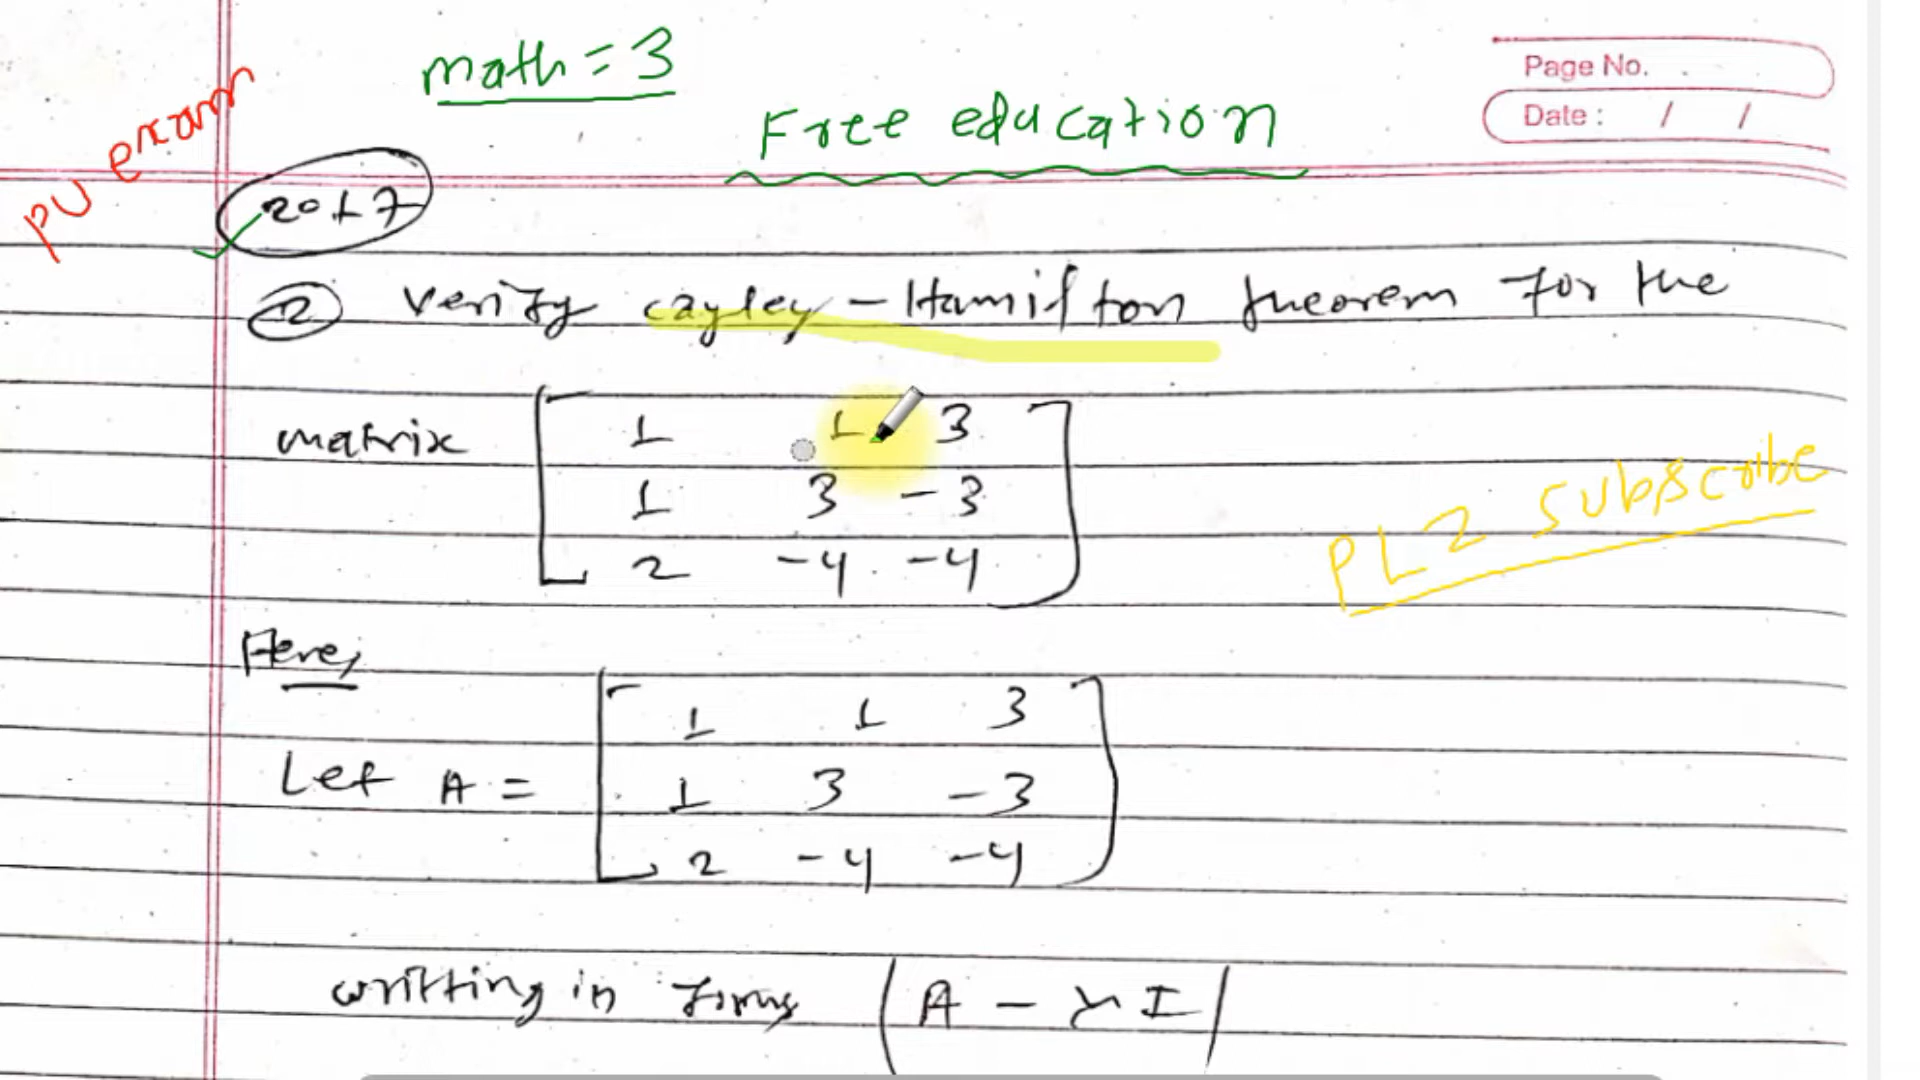 math = 3
Page No.
Free education
Date : / /
PU exam
2017
② Verify cayley - Hamilton theorem for the
matrix [ 1 1 3
1 3 -3
2 -4 -4 ]
PLZ Subscribe
Here,
Let A = [ 1 1 3
1 3 -3
2 -4 -4 ]
writting in forms | A - λI |